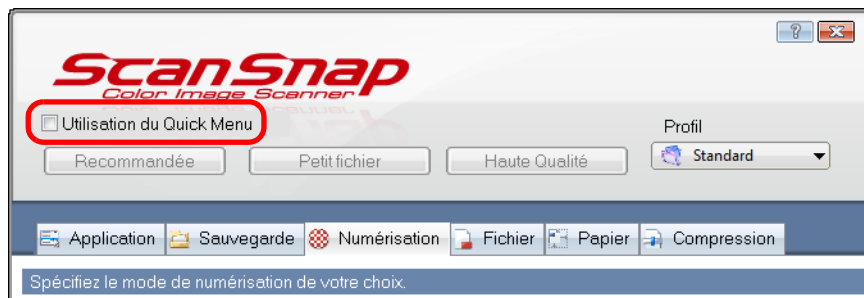 ScanSnap
Color Image Scanner
Utilisation du Quick Menu
Profil
Recommandée Petit fichier Haute Qualité Standard
Application Sauvegarde Numérisation Fichier Papier Compression
Spécifiez le mode de numérisation de votre choix.